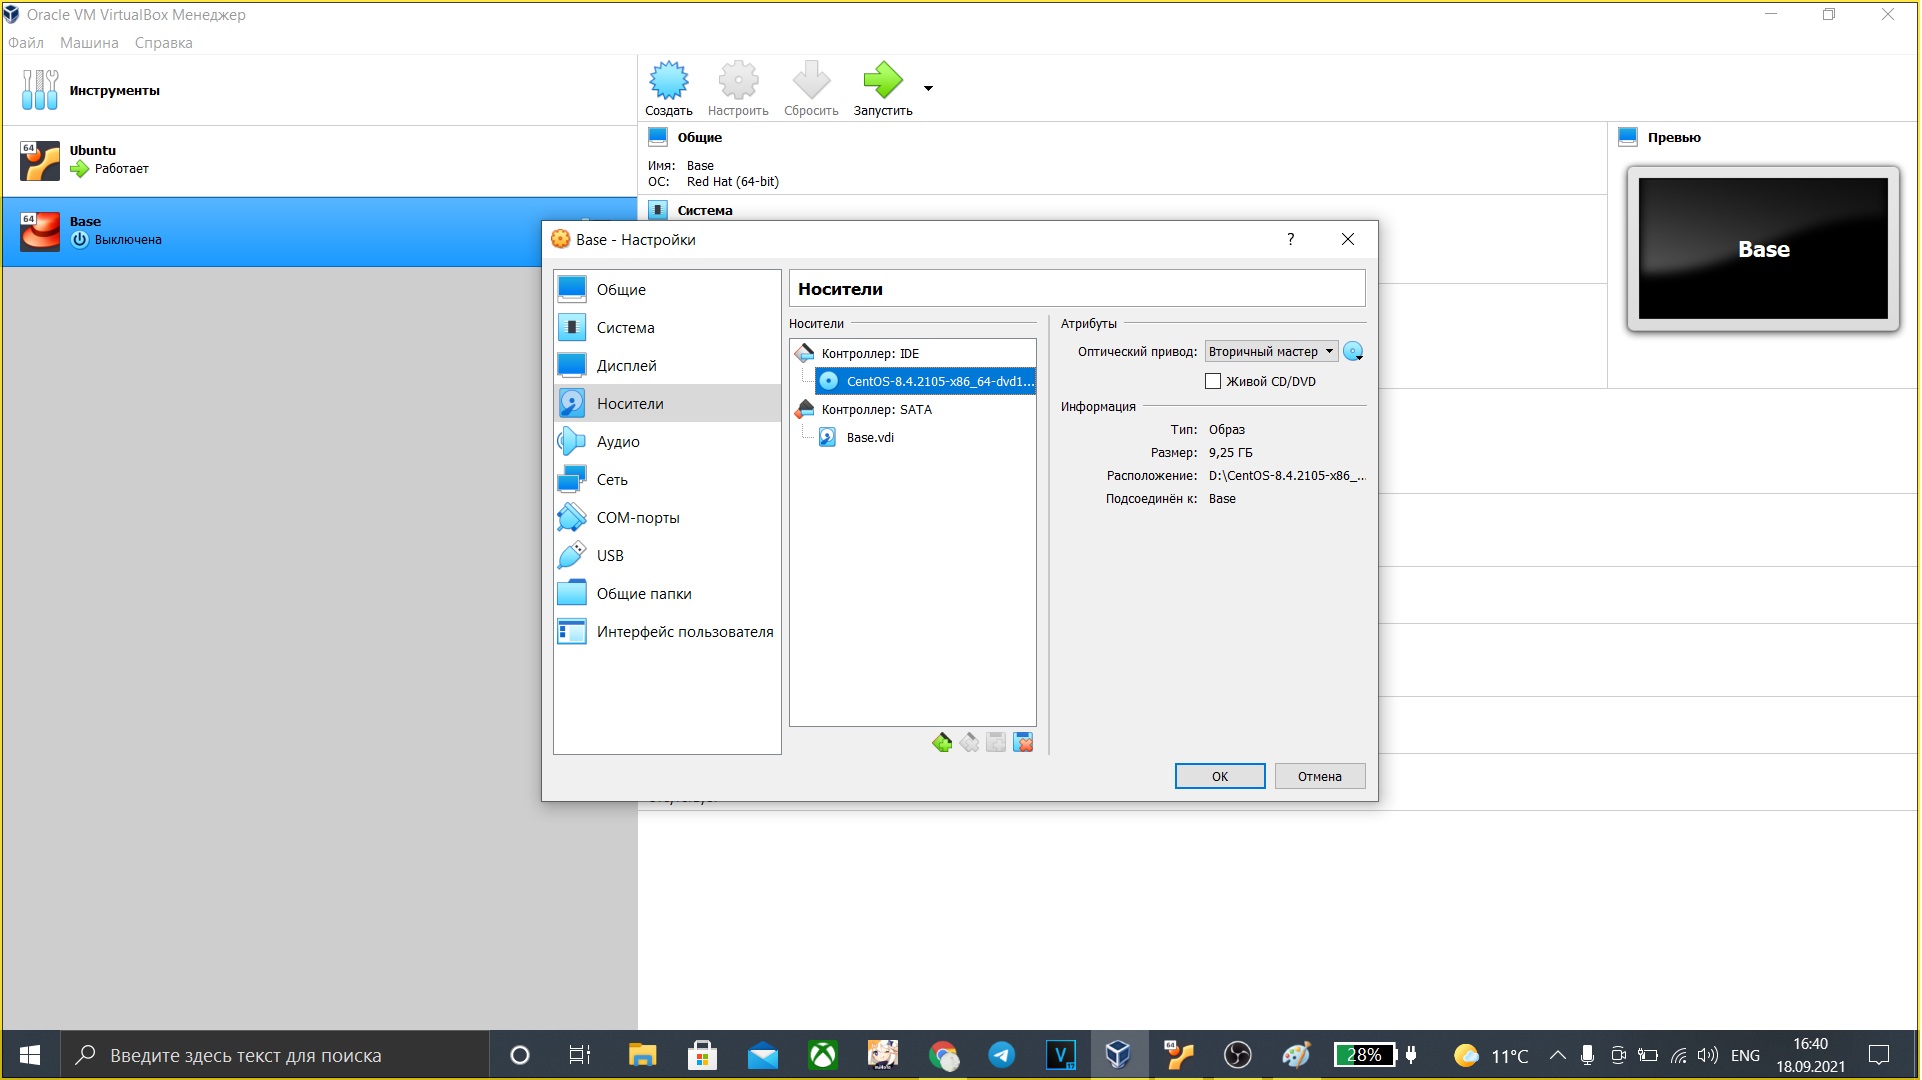 Oracle VM VirtualBox Менеджер
Файл Машина Справка
Инструменты
Создать Настроить Сбросить Запустить
64
Ubuntu
Работает
64
Base
Выключена
Общие
Имя: Base
ОС: Red Hat (64-bit)
Система
Превью
Base
Base - Настройки
?
Общие
Система
Дисплей
Носители
Аудио
Сеть
COM-порты
USB
Общие папки
Интерфейс пользователя
Носители
Носители
Контроллер: IDE
CentOS-8.4.2105-x86_64-dvd1...
Контроллер: SATA
Base.vdi
Атрибуты
Оптический привод: Вторичный мастер
Живой CD/DVD
Информация
Тип: Образ
Размер: 9,25 ГБ
Расположение: D:\CentOS-8.4.2105-x86_...
Подсоединён к: Base
OK Отмена
Введите здесь текст для поиска
V
64
28%
11°C
ENG
16:40
18.09.2021